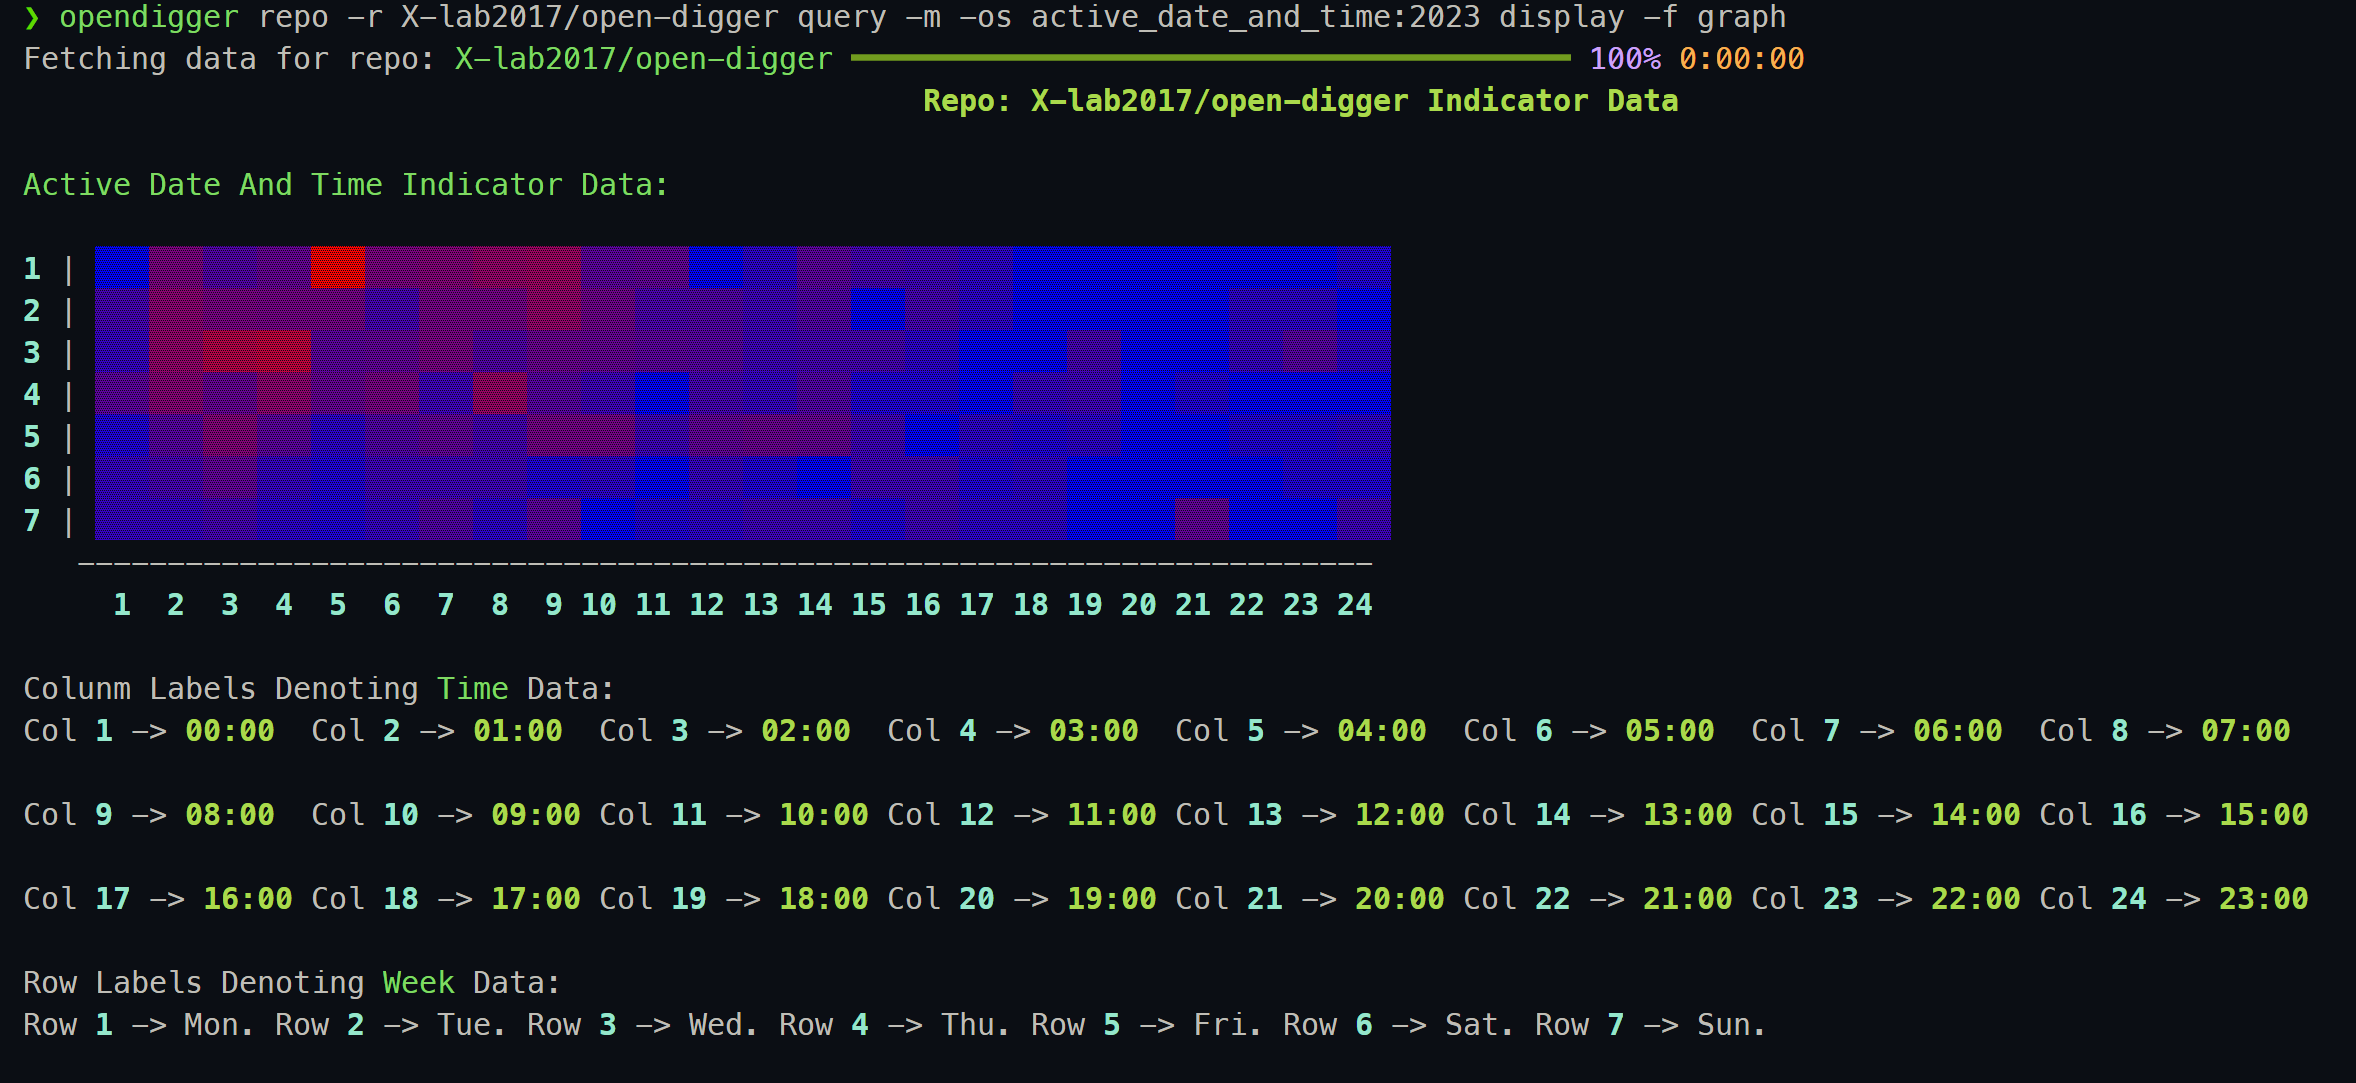 ❯ opendigger repo -r X-lab2017/open-digger query -m -os active_date_and_time:2023 display -f graph
Fetching data for repo: X-lab2017/open-digger ━━━━━━━━━━━━━━━━━━━━━━━━━━━━━━━━━━━━━━━━ 100% 0:00:00
Repo: X-lab2017/open-digger Indicator Data
Active Date And Time Indicator Data:
1 |
2 |
3 |
4 |
5 |
6 |
7 |
------------------------------------------------------------------------
1 2 3 4 5 6 7 8 9 10 11 12 13 14 15 16 17 18 19 20 21 22 23 24
Colunm Labels Denoting Time Data:
Col 1 -> 00:00 Col 2 -> 01:00 Col 3 -> 02:00 Col 4 -> 03:00 Col 5 -> 04:00 Col 6 -> 05:00 Col 7 -> 06:00 Col 8 -> 07:00
Col 9 -> 08:00 Col 10 -> 09:00 Col 11 -> 10:00 Col 12 -> 11:00 Col 13 -> 12:00 Col 14 -> 13:00 Col 15 -> 14:00 Col 16 -> 15:00
Col 17 -> 16:00 Col 18 -> 17:00 Col 19 -> 18:00 Col 20 -> 19:00 Col 21 -> 20:00 Col 22 -> 21:00 Col 23 -> 22:00 Col 24 -> 23:00
Row Labels Denoting Week Data:
Row 1 -> Mon. Row 2 -> Tue. Row 3 -> Wed. Row 4 -> Thu. Row 5 -> Fri. Row 6 -> Sat. Row 7 -> Sun.